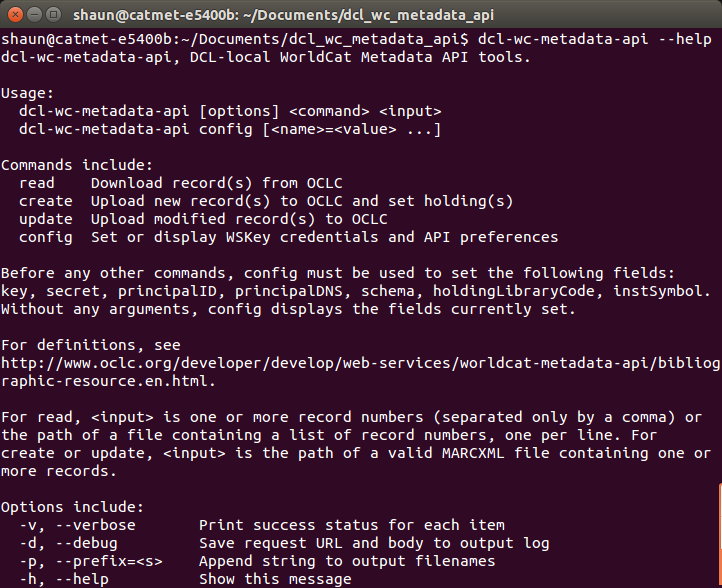 shaun@catmet-e5400b: ~/Documents/dcl_wc_metadata_api
shaun@catmet-e5400b:~/Documents/dcl_wc_metadata_api$ dcl-wc-metadata-api --help
dcl-wc-metadata-api, DCL-local WorldCat Metadata API tools.

Usage:
  dcl-wc-metadata-api [options] <command> <input>
  dcl-wc-metadata-api config [<name>=<value> ...]

Commands include:
  read    Download record(s) from OCLC
  create  Upload new record(s) to OCLC and set holding(s)
  update  Upload modified record(s) to OCLC
  config  Set or display WSKey credentials and API preferences

Before any other commands, config must be used to set the following fields:
key, secret, principalID, principalDNS, schema, holdingLibraryCode, instSymbol.
Without any arguments, config displays the fields currently set.

For definitions, see
http://www.oclc.org/developer/develop/web-services/worldcat-metadata-api/bibliog
raphic-resource.en.html.

For read, <input> is one or more record numbers (separated only by a comma) or
the path of a file containing a list of record numbers, one per line. For
create or update, <input> is the path of a valid MARCXML file containing one or
more records.

Options include:
  -v, --verbose       Print success status for each item
  -d, --debug         Save request URL and body to output log
  -p, --prefix=<s>    Append string to output filenames
  -h, --help          Show this message